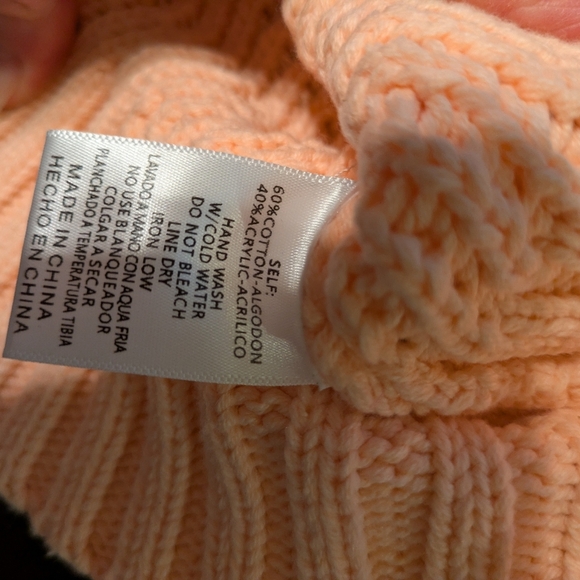 SELF:
60%COTTON-ALGODON
40%ACRYLIC-ACRILICO
HAND WASH
W/COLD WATER
DO NOT BLEACH
LINE DRY
IRON LOW
LAVADO A MANO CON AQUA FRIA
NO USE BLANQUEADOR
COLGAR A SECAR
PLANCHADO A TEMPERATURA TIBIA
MADE IN CHINA
HECHO EN CHINA